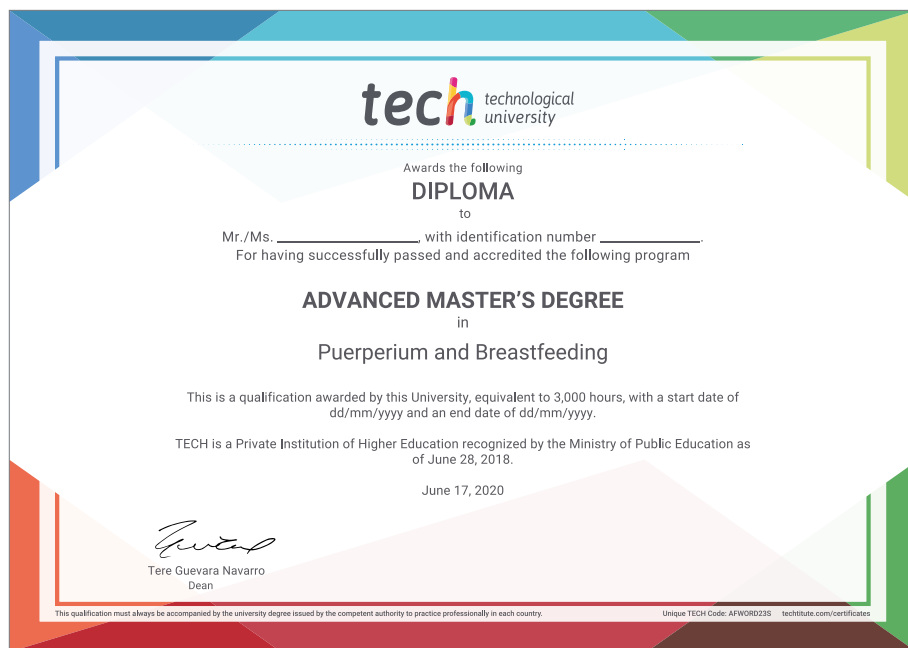 tech technological
university
Awards the following
DIPLOMA
to
Mr./Ms. ____________________, with identification number ______________.
For having successfully passed and accredited the following program
ADVANCED MASTER'S DEGREE
in
Puerperium and Breastfeeding
This is a qualification awarded by this University, equivalent to 3,000 hours, with a start date of
dd/mm/yyyy and an end date of dd/mm/yyyy.
TECH is a Private Institution of Higher Education recognized by the Ministry of Public Education as
of June 28, 2018.
June 17, 2020
Tere Guevara Navarro
Dean
This qualification must always be accompanied by the university degree issued by the competent authority to practice professionally in each country. Unique TECH Code: AFWORD23S techtitute.com/certificates